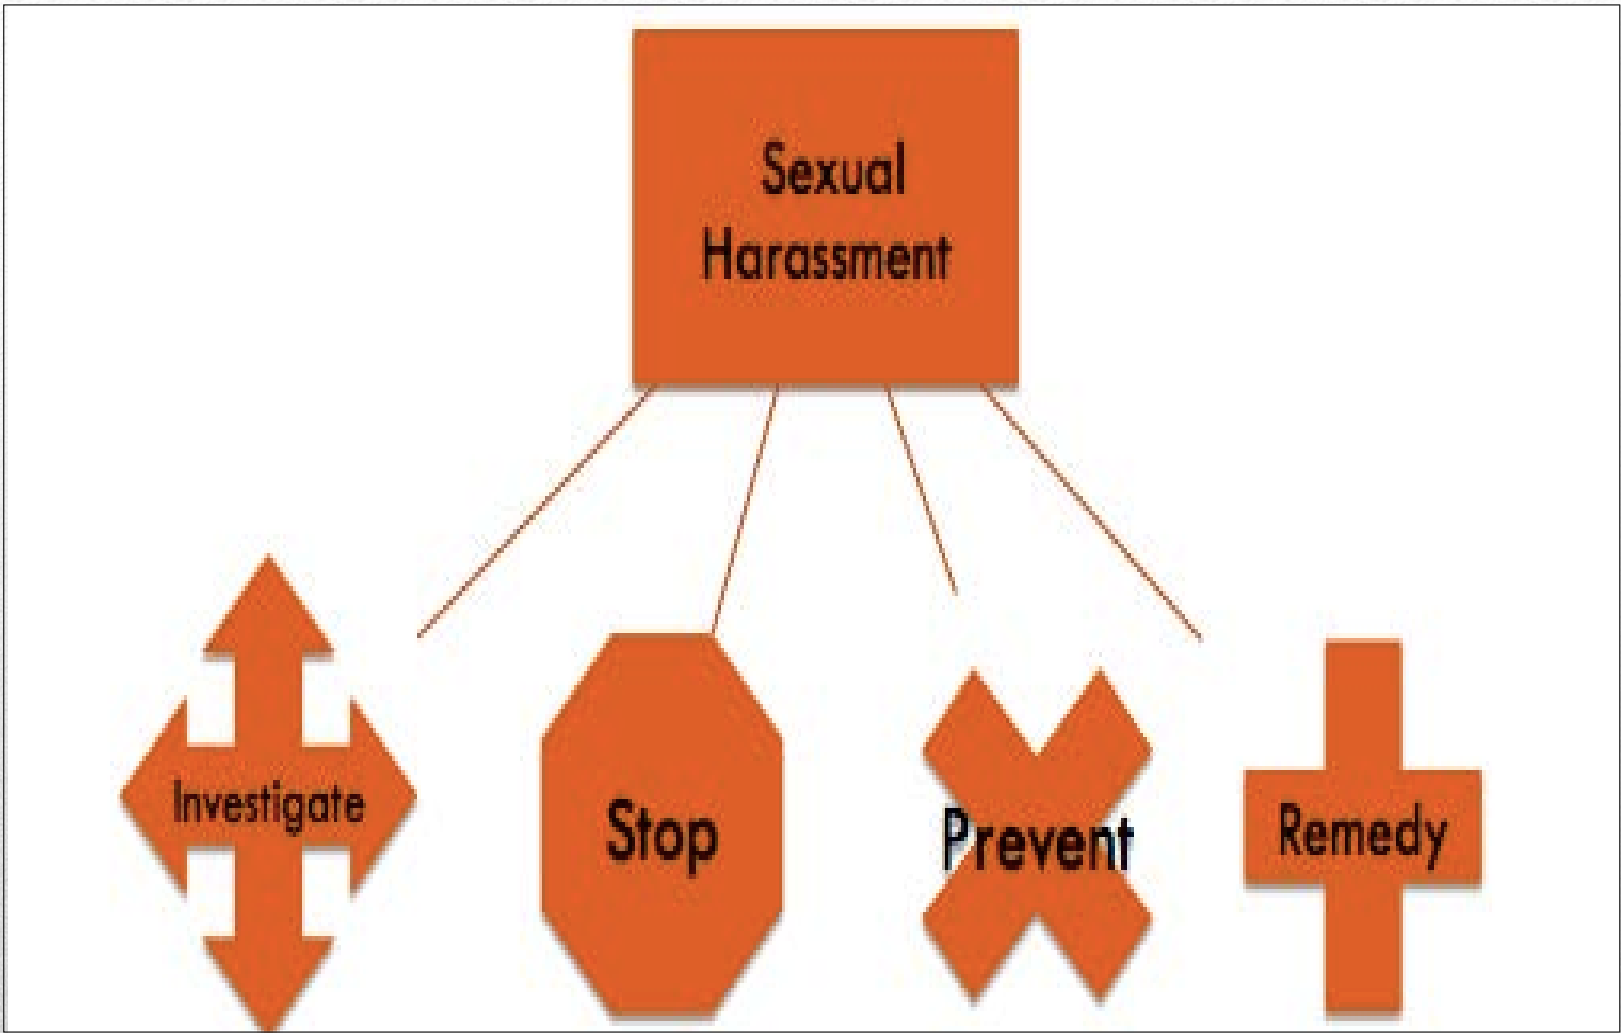 Sexual
Harassment
Investigate
Stop
Prevent
Remedy